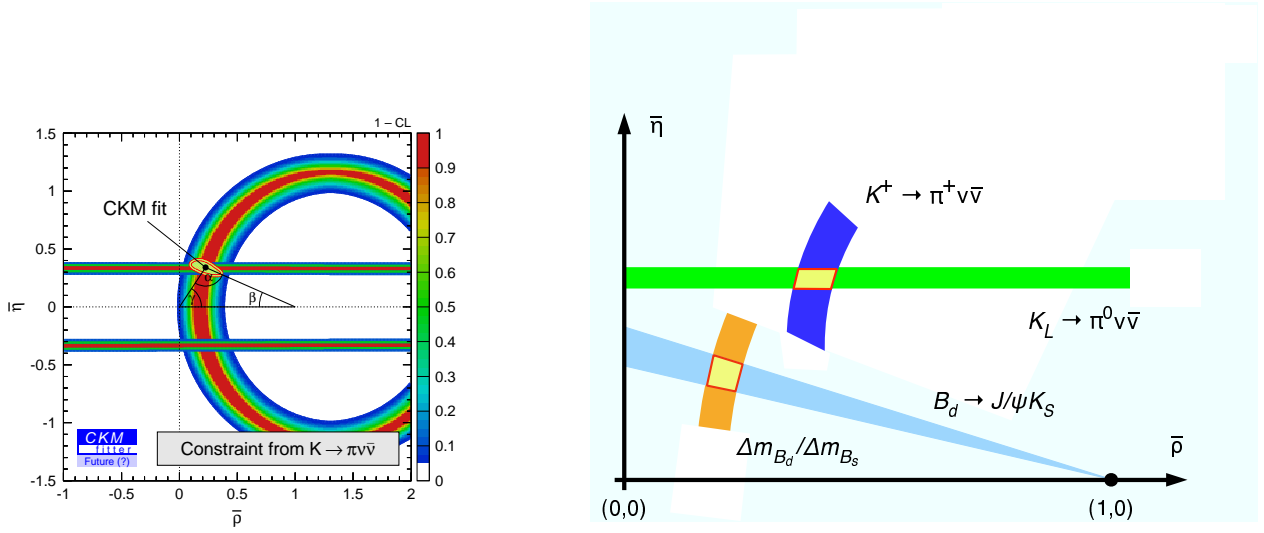 1 – CL
1.5
1
0.5
0
-0.5
-1
-1.5
η̅
CKM fit
α
γ
β
CKM
fitter
Future (?)
Constraint from K → πνν̅
-1
-0.5
0
0.5
1
1.5
2
ρ̅
1
0.9
0.8
0.7
0.6
0.5
0.4
0.3
0.2
0.1
0
η̅
K⁺ → π⁺νν̅
K_L → π⁰νν̅
B_d → J/ψK_S
Δm_{B_d}/Δm_{B_s}
ρ̅
(0,0)
(1,0)